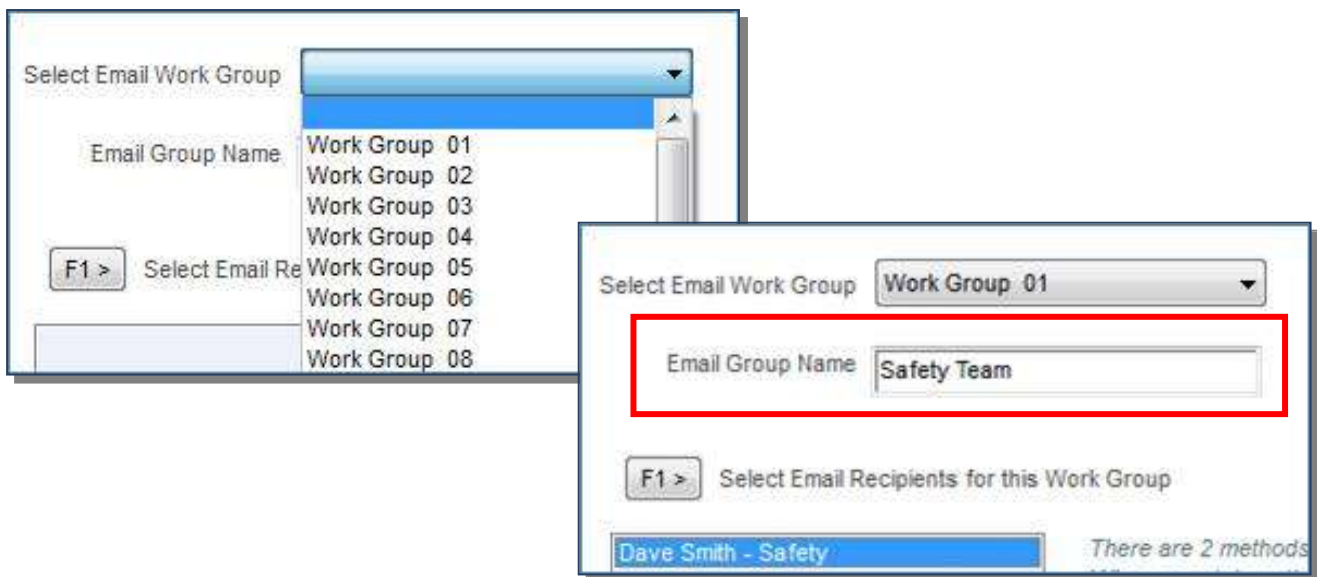 Select Email Work Group
Email Group Name
Work Group 01
Work Group 02
Work Group 03
Work Group 04
F1 > Select Email Re Work Group 05
Work Group 06
Work Group 07
Work Group 08
Select Email Work Group Work Group 01
Email Group Name Safety Team
F1 > Select Email Recipients for this Work Group
Dave Smith - Safety
There are 2 methods